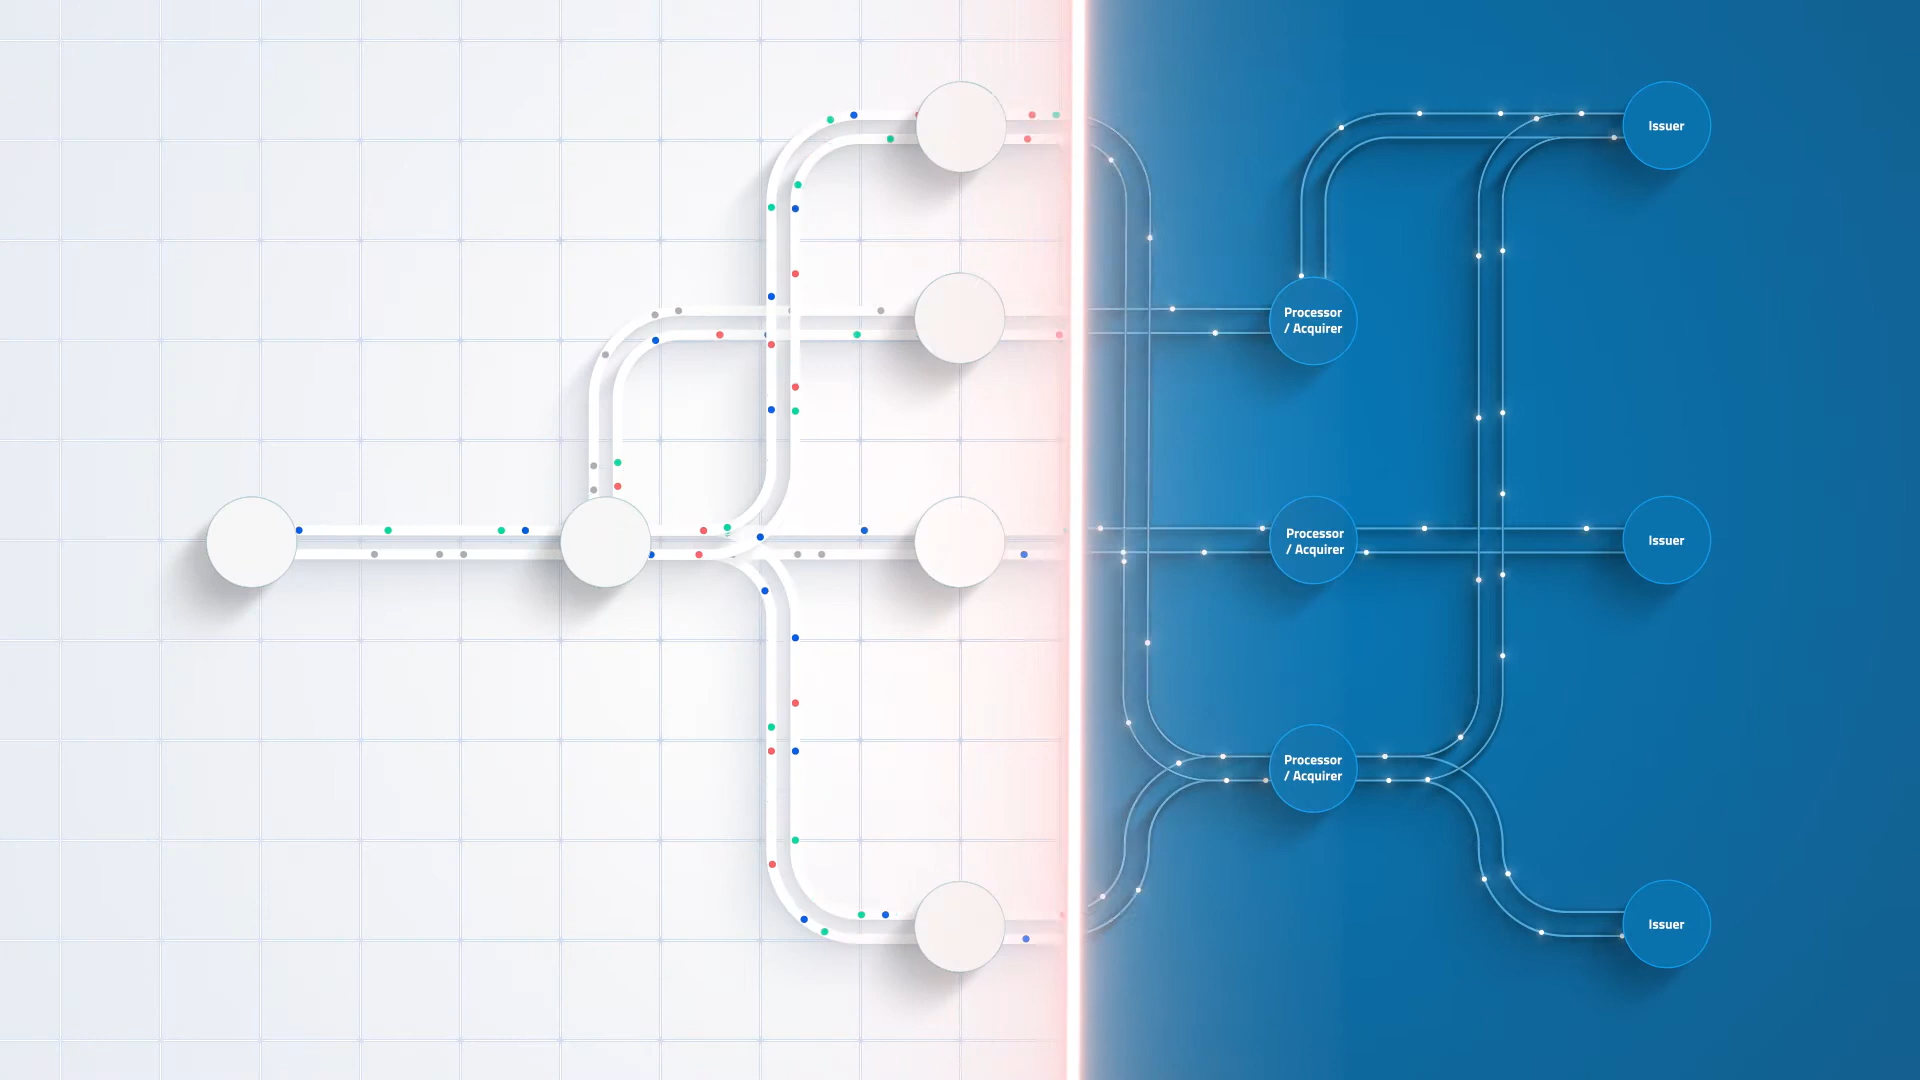 Issuer
Processor
/ Acquirer
Processor
/ Acquirer
Issuer
Processor
/ Acquirer
Issuer